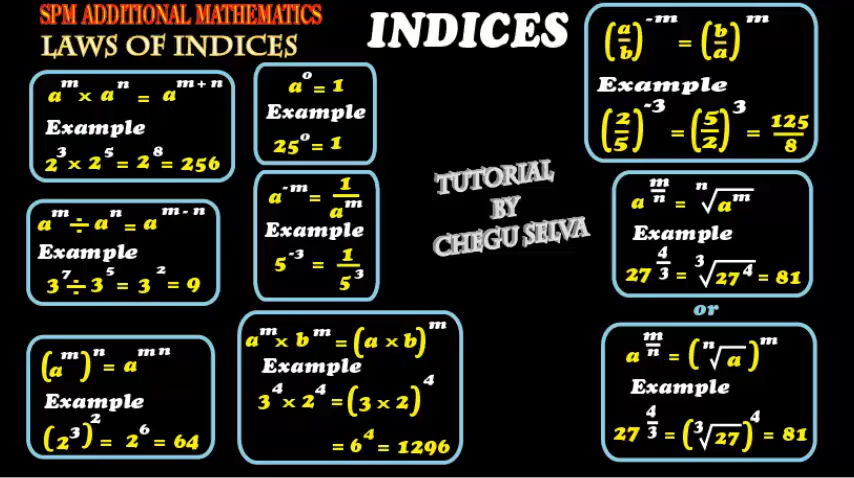 SPM ADDITIONAL MATHEMATICS
LAWS OF INDICES
INDICES
a^m × a^n = a^(m + n)
Example
2^3 × 2^5 = 2^8 = 256
a^m ÷ a^n = a^(m - n)
Example
3^7 ÷ 3^5 = 3^2 = 9
(a^m)^n = a^(mn)
Example
(2^3)^2 = 2^6 = 64
a^0 = 1
Example
25^0 = 1
a^-m = 1/a^m
Example
5^-3 = 1/5^3
a^m × b^m = (a × b)^m
Example
3^4 × 2^4 = (3 × 2)^4
= 6^4 = 1296
TUTORIAL
BY
CHEGU SELVA
(a/b)^-m = (b/a)^m
Example
(2/5)^-3 = (5/2)^3 = 125/8
a^(m/n) = ⁿ√(a^m)
Example
27^(4/3) = ³√(27^4) = 81
or
a^(m/n) = (ⁿ√a)^m
Example
27^(4/3) = (³√27)^4 = 81